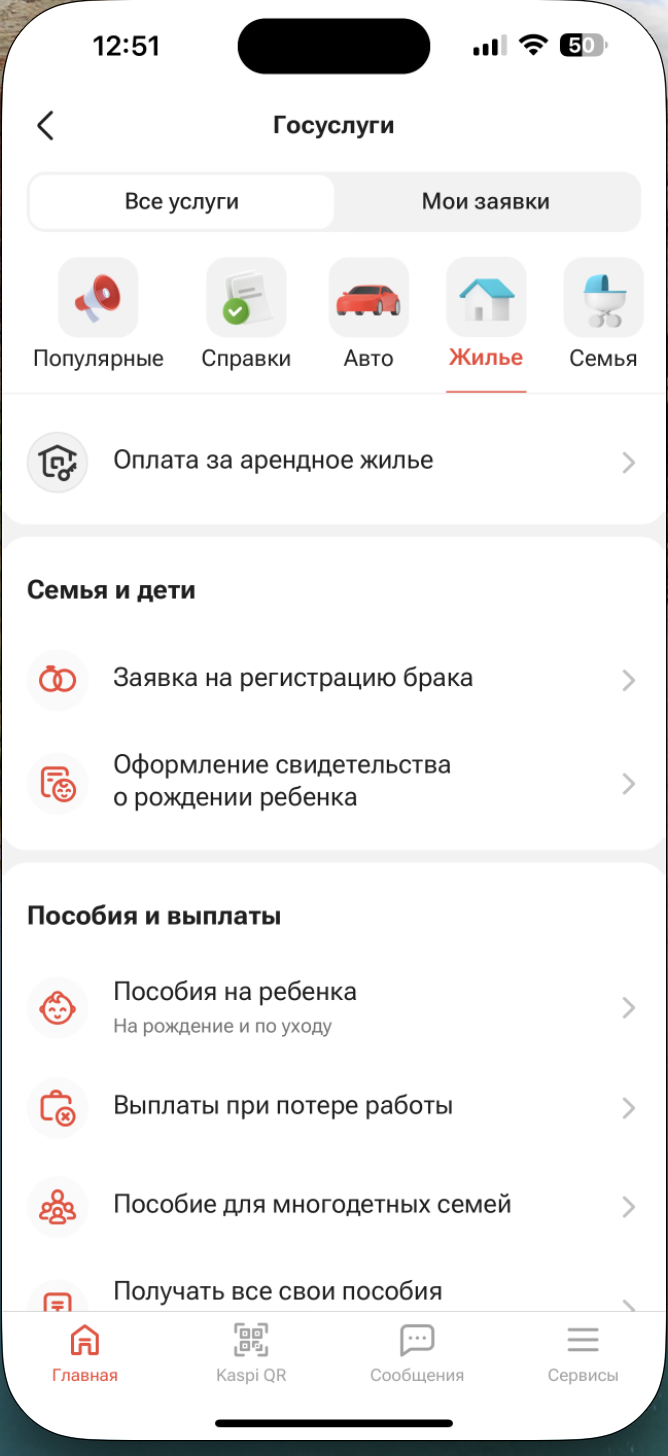 12:51
50
Госуслуги
Все услуги
Мои заявки
Популярные
Справки
Авто
Жилье
Семья
Оплата за арендное жилье
Семья и дети
Заявка на регистрацию брака
Оформление свидетельства
о рождении ребенка
Пособия и выплаты
Пособия на ребенка
На рождение и по уходу
Выплаты при потере работы
Пособие для многодетных семей
Получать все свои пособия
Главная
Kaspi QR
Сообщения
Сервисы